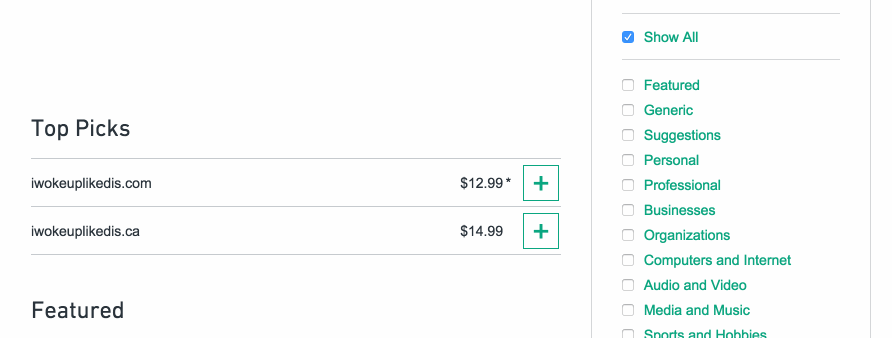 Top Picks
iwokeuplikedis.com $12.99 *
iwokeuplikedis.ca $14.99
Featured
Show All
Featured
Generic
Suggestions
Personal
Professional
Businesses
Organizations
Computers and Internet
Audio and Video
Media and Music
Sports and Hobbies